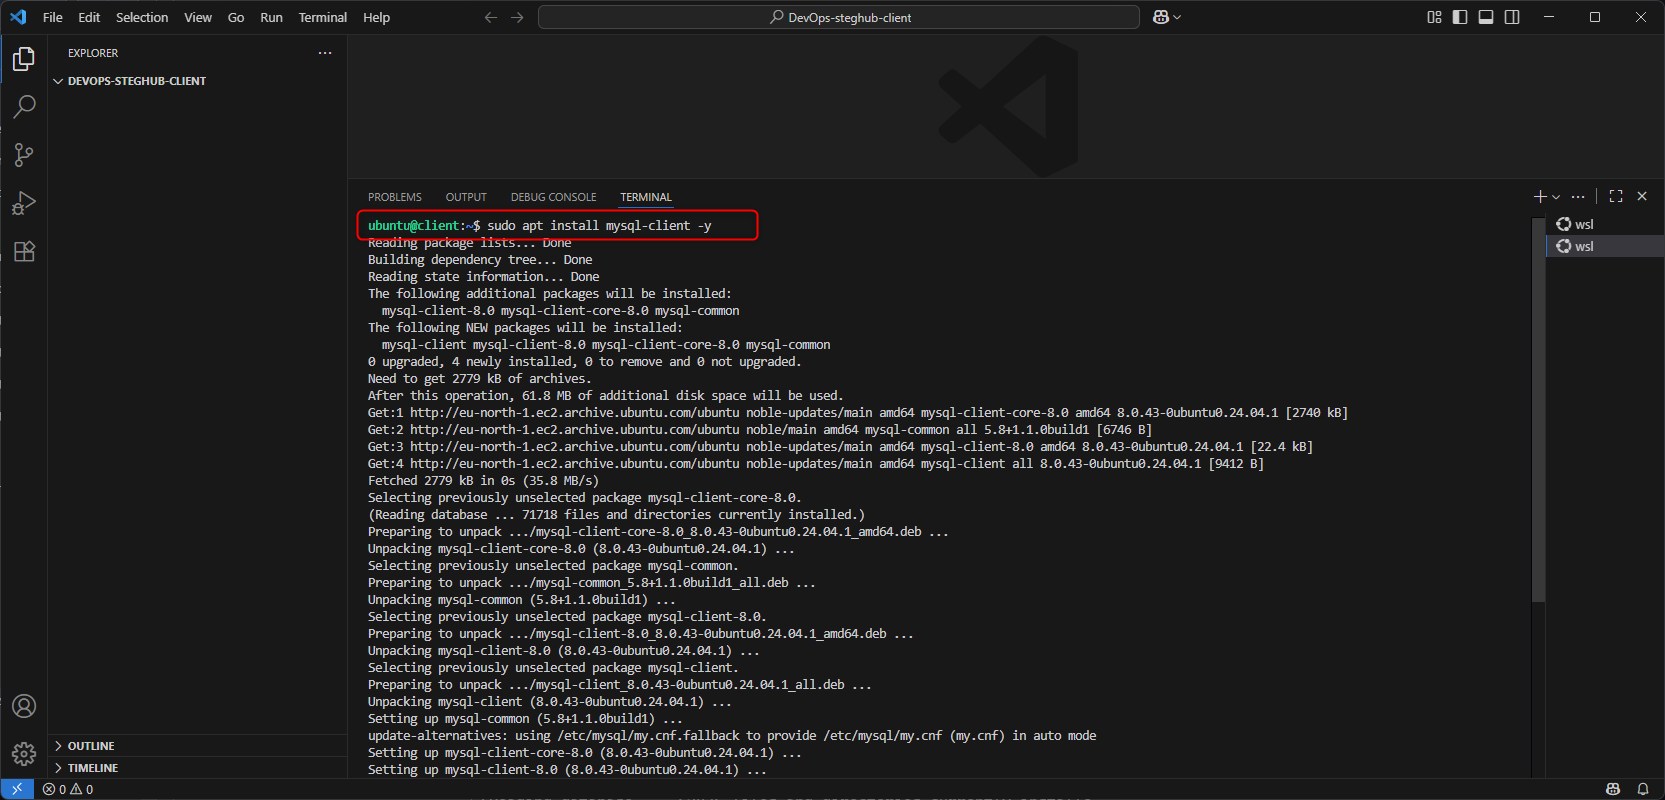 File Edit Selection View Go Run Terminal Help
DevOps-steghub-client
EXPLORER
DEVOPS-STEGHUB-CLIENT
OUTLINE
TIMELINE
PROBLEMS OUTPUT DEBUG CONSOLE TERMINAL
wsl
wsl
ubuntu@client:~$ sudo apt install mysql-client -y
Reading package lists... Done
Building dependency tree... Done
Reading state information... Done
The following additional packages will be installed:
mysql-client-8.0 mysql-client-core-8.0 mysql-common
The following NEW packages will be installed:
mysql-client mysql-client-8.0 mysql-client-core-8.0 mysql-common
0 upgraded, 4 newly installed, 0 to remove and 0 not upgraded.
Need to get 2779 kB of archives.
After this operation, 61.8 MB of additional disk space will be used.
Get:1 http://eu-north-1.ec2.archive.ubuntu.com/ubuntu noble-updates/main amd64 mysql-client-core-8.0 amd64 8.0.43-0ubuntu0.24.04.1 [2740 kB]
Get:2 http://eu-north-1.ec2.archive.ubuntu.com/ubuntu noble/main amd64 mysql-common all 5.8+1.1.0build1 [6746 B]
Get:3 http://eu-north-1.ec2.archive.ubuntu.com/ubuntu noble-updates/main amd64 mysql-client-8.0 amd64 8.0.43-0ubuntu0.24.04.1 [22.4 kB]
Get:4 http://eu-north-1.ec2.archive.ubuntu.com/ubuntu noble-updates/main amd64 mysql-client all 8.0.43-0ubuntu0.24.04.1 [9412 B]
Fetched 2779 kB in 0s (35.8 MB/s)
Selecting previously unselected package mysql-client-core-8.0.
(Reading database ... 71718 files and directories currently installed.)
Preparing to unpack .../mysql-client-core-8.0_8.0.43-0ubuntu0.24.04.1_amd64.deb ...
Unpacking mysql-client-core-8.0 (8.0.43-0ubuntu0.24.04.1) ...
Selecting previously unselected package mysql-common.
Preparing to unpack .../mysql-common_5.8+1.1.0build1_all.deb ...
Unpacking mysql-common (5.8+1.1.0build1) ...
Selecting previously unselected package mysql-client-8.0.
Preparing to unpack .../mysql-client-8.0_8.0.43-0ubuntu0.24.04.1_amd64.deb ...
Unpacking mysql-client-8.0 (8.0.43-0ubuntu0.24.04.1) ...
Selecting previously unselected package mysql-client.
Preparing to unpack .../mysql-client_8.0.43-0ubuntu0.24.04.1_all.deb ...
Unpacking mysql-client (8.0.43-0ubuntu0.24.04.1) ...
Setting up mysql-common (5.8+1.1.0build1) ...
update-alternatives: using /etc/mysql/my.cnf.fallback to provide /etc/mysql/my.cnf (my.cnf) in auto mode
Setting up mysql-client-core-8.0 (8.0.43-0ubuntu0.24.04.1) ...
Setting up mysql-client-8.0 (8.0.43-0ubuntu0.24.04.1) ...
0 0